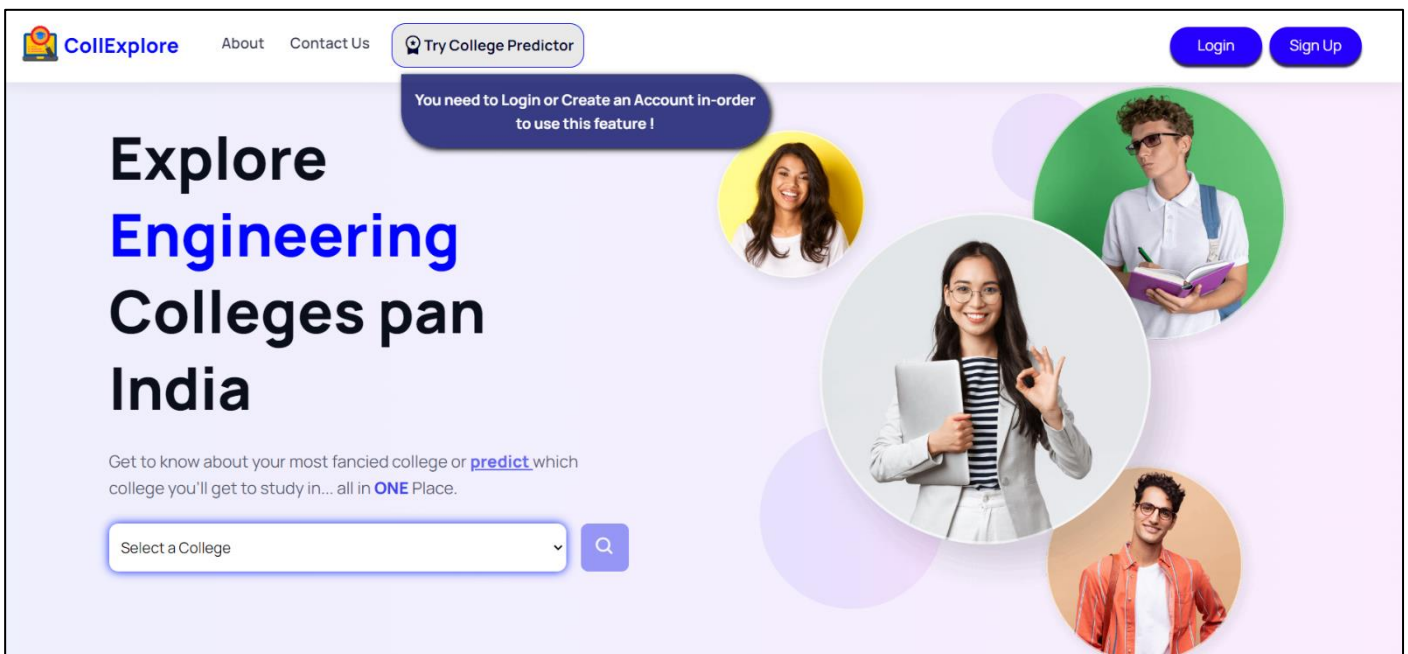 CollExplore
About
Contact Us
Try College Predictor
Login
Sign Up
You need to Login or Create an Account in-order
to use this feature !
Explore
Engineering
Colleges pan
India
Get to know about your most fancied college or predict which
college you'll get to study in... all in ONE Place.
Select a College